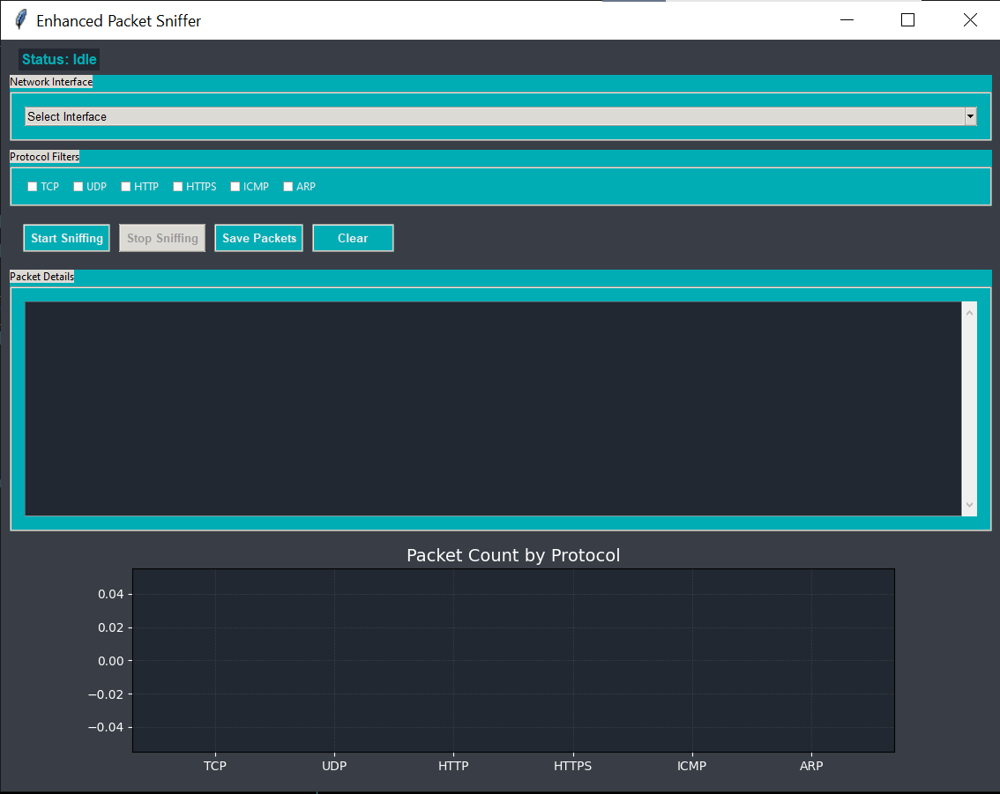 Enhanced Packet Sniffer
Status: Idle
Network Interface
Select Interface
Protocol Filters
TCP UDP HTTP HTTPS ICMP ARP
Start Sniffing Stop Sniffing Save Packets Clear
Packet Details
Packet Count by Protocol
0.04
0.02
0.00
−0.02
−0.04
TCP UDP HTTP HTTPS ICMP ARP